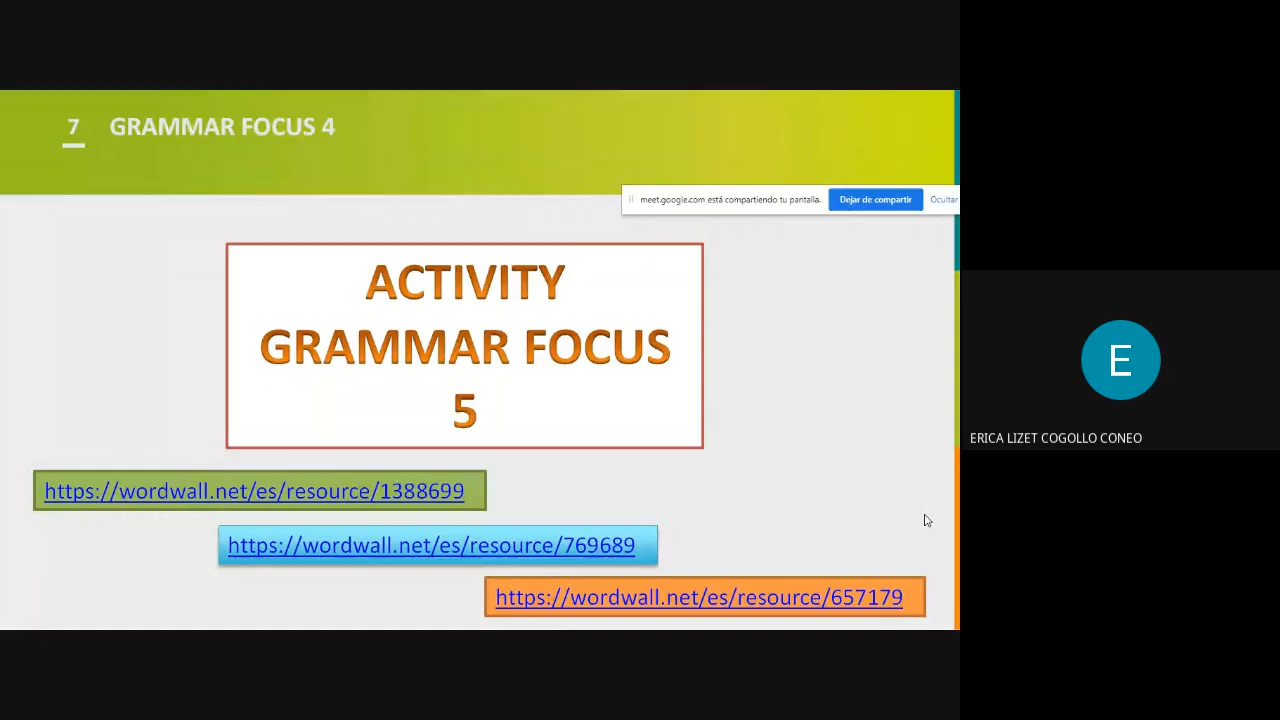 7 GRAMMAR FOCUS 4
meet.google.com está compartiendo tu pantalla. Dejar de compartir Ocultar
ACTIVITY
GRAMMAR FOCUS
5
https://wordwall.net/es/resource/1388699
https://wordwall.net/es/resource/769689
https://wordwall.net/es/resource/657179
E
ERICA LIZET COGOLLO CONEO